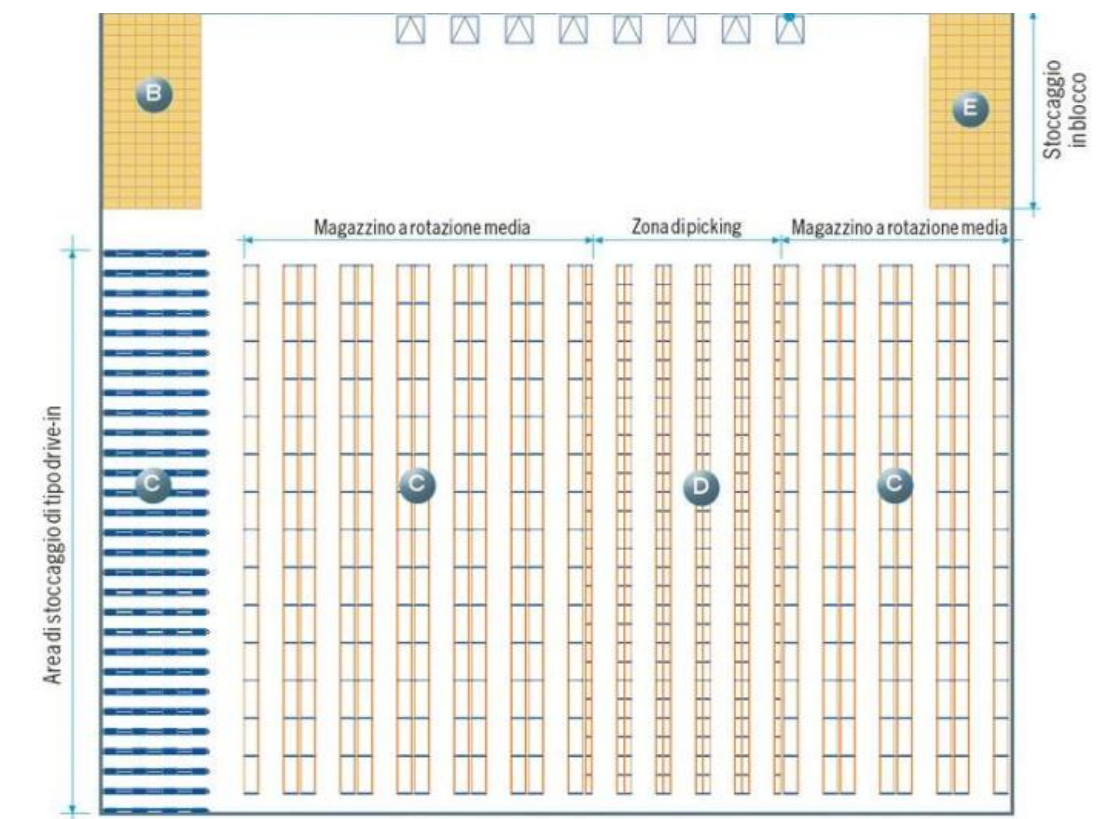 B
E
Stoccaggio
in blocco
Magazzino a rotazione media
Zona di picking
Magazzino a rotazione media
Area di stoccaggio di tipo drive-in
C
C
D
C